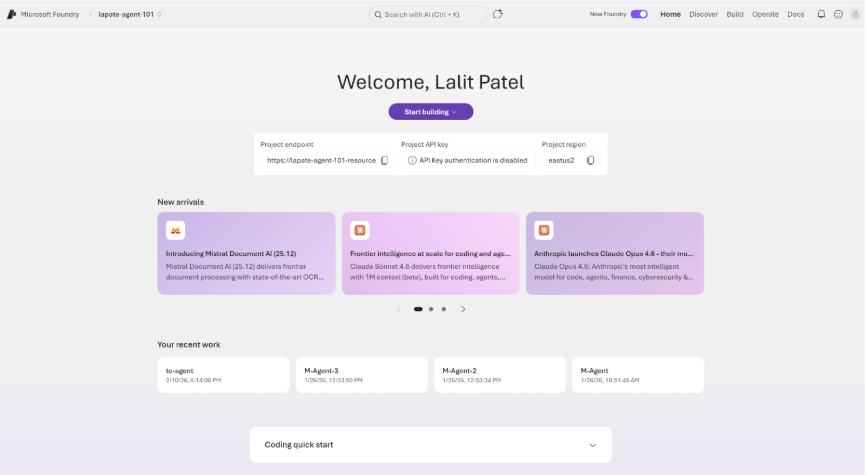 Microsoft Foundry / lapate-agent-101
Search with AI (Ctrl + K)
New Foundry Home Discover Build Operate Docs
Welcome, Lalit Patel
Start building
Project endpoint Project API key Project region
https://lapate-agent-101-resource API Key authentication is disabled eastus2
New arrivals
Introducing Mistral Document AI (25.12)
Mistral Document AI (25.12) delivers frontier
document processing with state-of-the-art OCR...
Frontier intelligence at scale for coding and age...
Claude Sonnet 4.6 delivers frontier intelligence
with 1M context (beta), built for coding, agents,...
Anthropic launches Claude Opus 4.6 - their mo...
Claude Opus 4.6: Anthropic's most intelligent
model for code, agents, finance, cybersecurity &...
Your recent work
tc-agent
2/10/26, 6:14:08 PM
M-Agent-3
1/26/26, 12:53:59 PM
M-Agent-2
1/26/26, 12:53:34 PM
M-Agent
1/26/26, 10:51:45 AM
Coding quick start